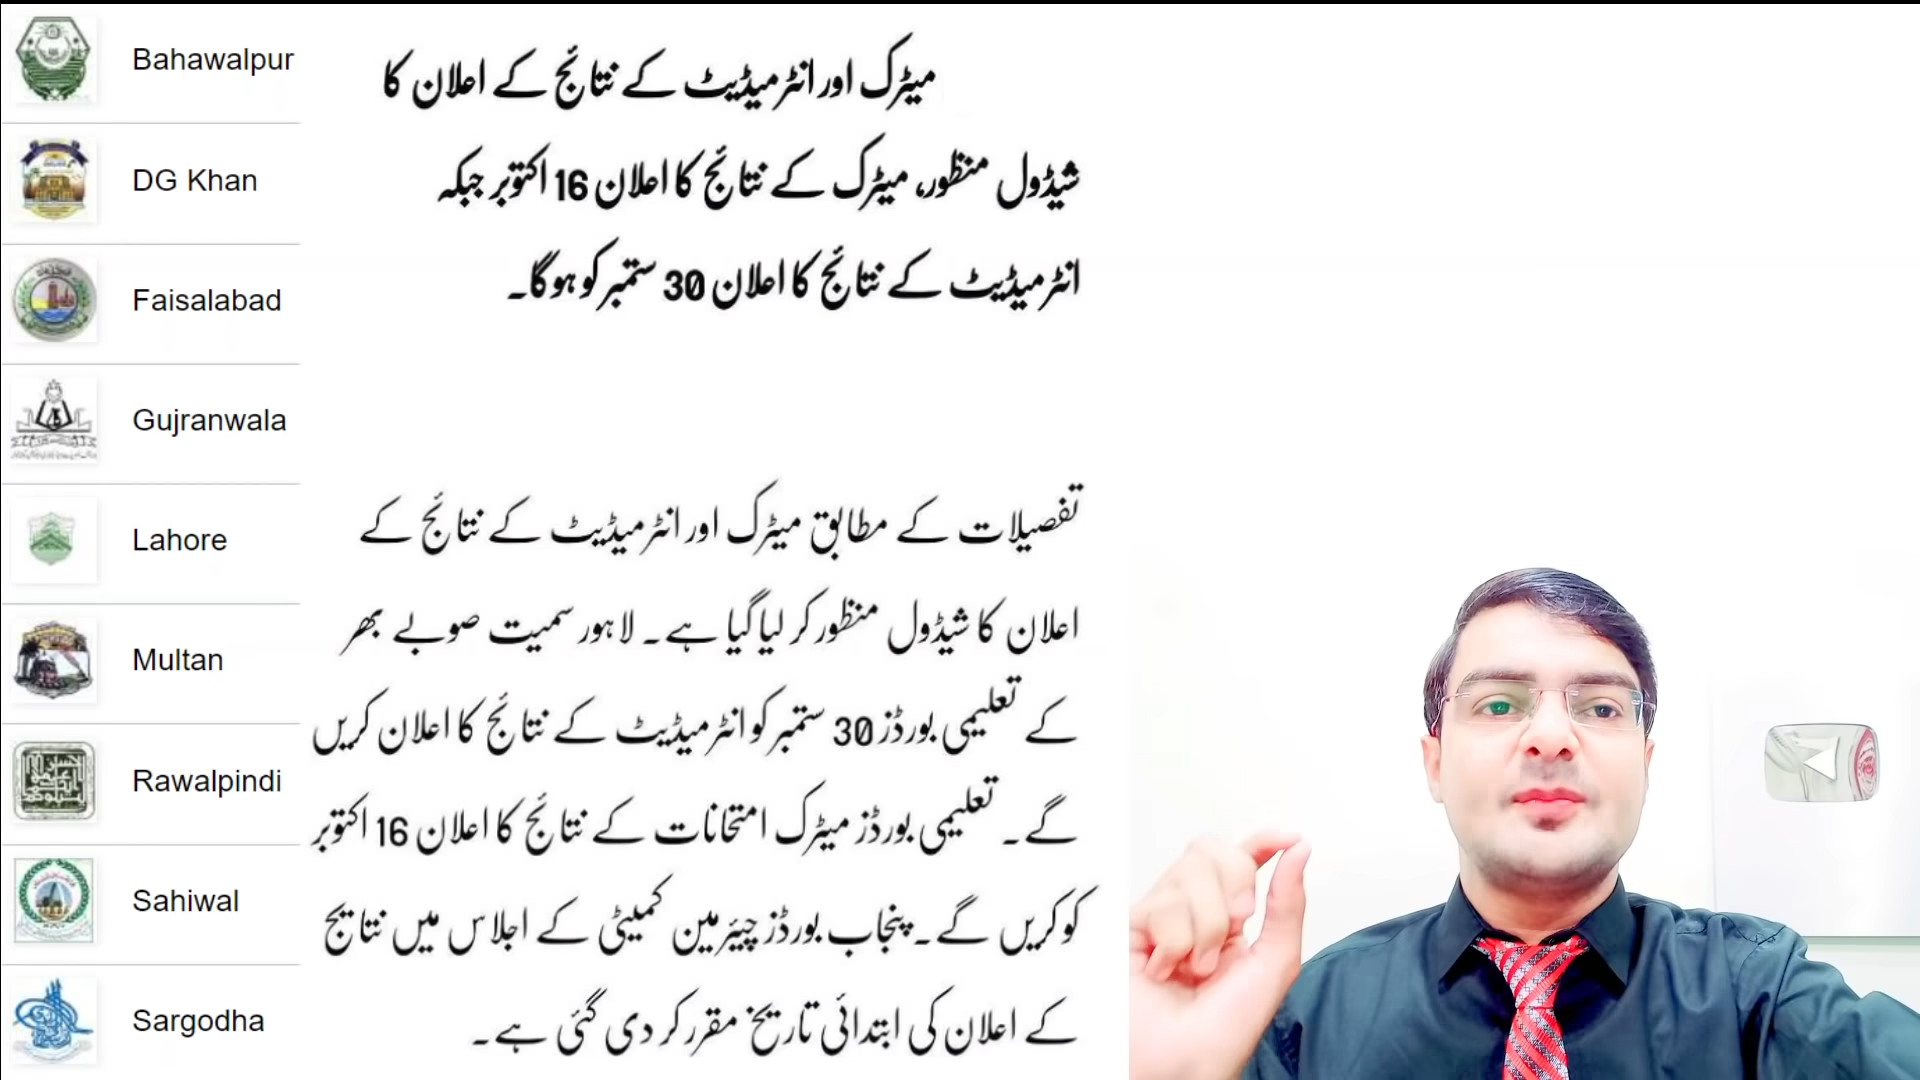 Bahawalpur
DG Khan
Faisalabad
Gujranwala
Lahore
Multan
Rawalpindi
Sahiwal
Sargodha
میٹرک اور انٹرمیڈیٹ کے نتائج کے اعلان کا
شیڈول منظور، میٹرک کے نتائج کا اعلان 16 اکتوبر جبکہ
انٹرمیڈیٹ کے نتائج کا اعلان 30 ستمبر کو ہوگا۔
تفصیلات کے مطابق میٹرک اور انٹرمیڈیٹ کے نتائج کے
اعلان کا شیڈول منظور کر لیا گیا ہے۔ لاہور سمیت صوبے بھر
کے تعلیمی بورڈز 30 ستمبر کو انٹرمیڈیٹ کے نتائج کا اعلان کریں
گے۔ تعلیمی بورڈز میٹرک امتحانات کے نتائج کا اعلان 16 اکتوبر
کو کریں گے۔ پنجاب بورڈز چیئرمین کمیٹی کے اجلاس میں نتایج
کے اعلان کی ابتدائی تاریخ مقرر کر دی گئی ہے۔